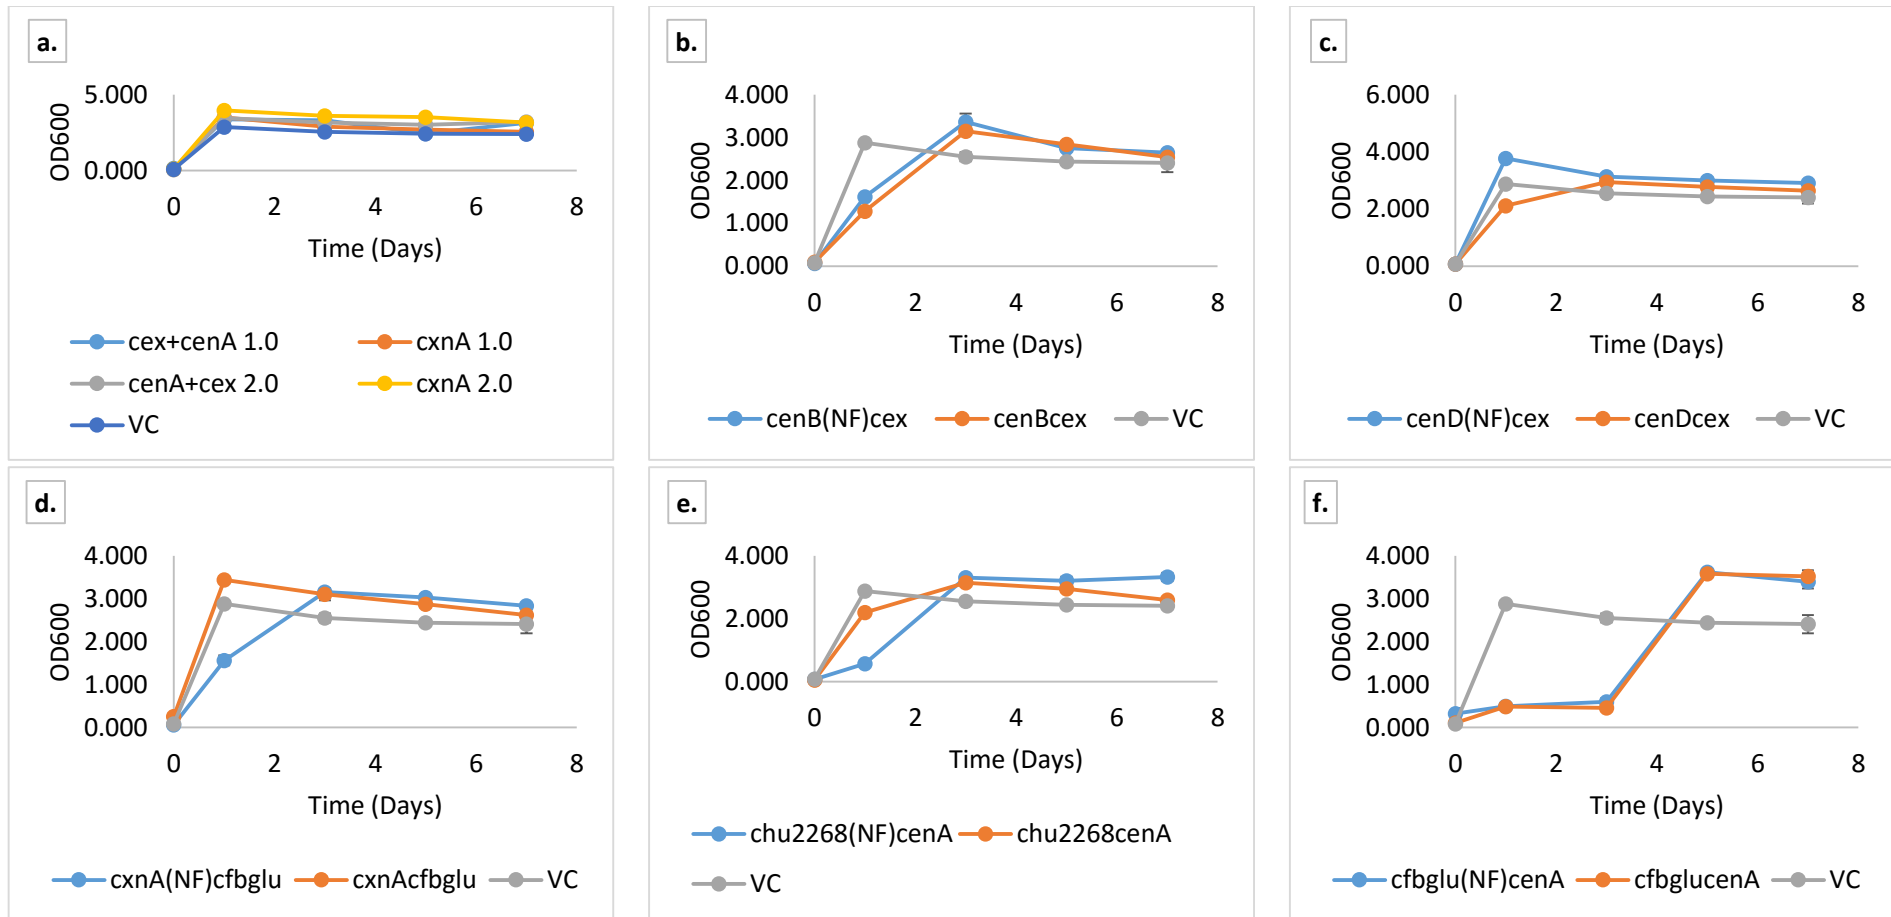 a.
5.000
0.000
OD600
0 2 4 6 8
Time (Days)
cex+cenA 1.0 cxnA 1.0
cenA+cex 2.0 cxnA 2.0
VC
b.
4.000
3.000
2.000
1.000
0.000
OD600
0 2 4 6 8
Time (Days)
cenB(NF)cex cenBcex VC
c.
6.000
4.000
2.000
0.000
OD600
0 2 4 6 8
Time (Days)
cenD(NF)cex cenDcex VC
d.
4.000
3.000
2.000
1.000
0.000
OD600
0 2 4 6 8
Time (Days)
cxnA(NF)cfbglu cxnAcfbglu VC
e.
4.000
2.000
0.000
OD600
0 2 4 6 8
Time (Days)
chu2268(NF)cenA chu2268cenA
VC
f.
4.000
3.000
2.000
1.000
0.000
OD600
0 2 4 6 8
Time (Days)
cfbglu(NF)cenA cfbglucenA VC